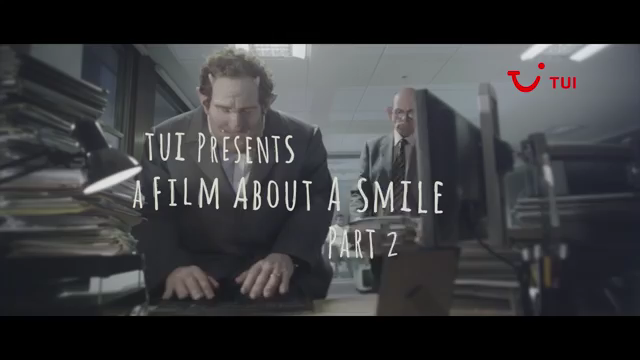 TUI
TUI PRESENTS
A FILM ABOUT A SMILE
PART 2